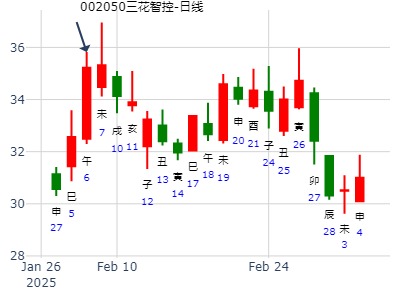 002050三花智控-日线
36
34
32
30
28
申
27
巳
5
午
6
未
7
戌
10
亥
11
子
12
丑
13
寅
14
巳
17
午
18
未
19
申
20
酉
21
子
24
丑
25
寅
26
卯
27
辰
28
未
3
申
4
Jan 26
2025
Feb 10
Feb 24